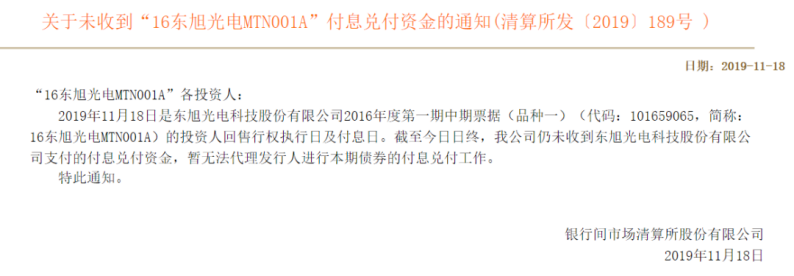 关于未收到“16东旭光电MTN001A”付息兑付资金的通知(清算所发〔2019〕189号 )
日期：2019-11-18
“16东旭光电MTN001A”各投资人：
2019年11月18日是东旭光电科技股份有限公司2016年度第一期中期票据（品种一）（代码：101659065，简称：
16东旭光电MTN001A）的投资人回售行权执行日及付息日。截至今日日终，我公司仍未收到东旭光电科技股份有限公
司支付的付息兑付资金，暂无法代理发行人进行本期债券的付息兑付工作。
特此通知。
银行间市场清算所股份有限公司
2019年11月18日